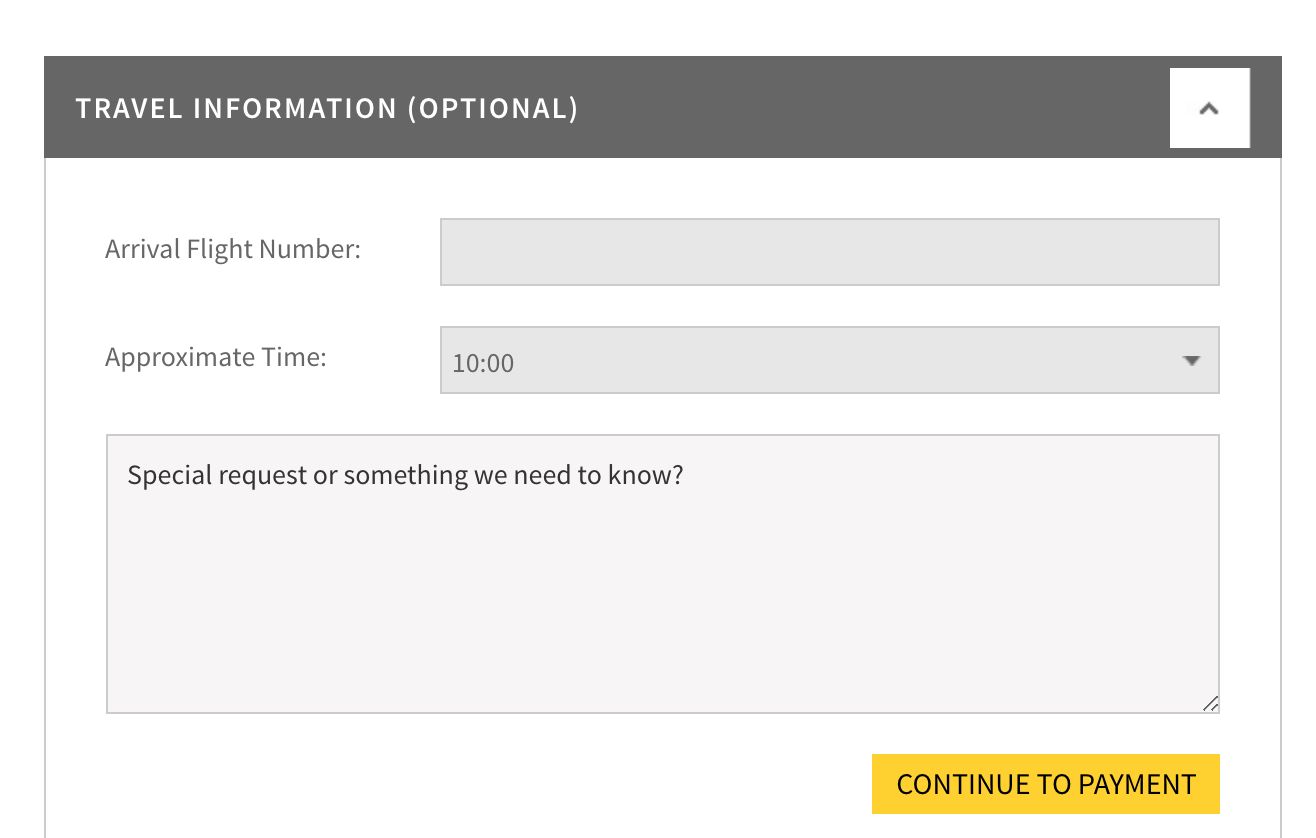 TRAVEL INFORMATION (OPTIONAL)
Arrival Flight Number:
Approximate Time:
10:00
Special request or something we need to know?
CONTINUE TO PAYMENT